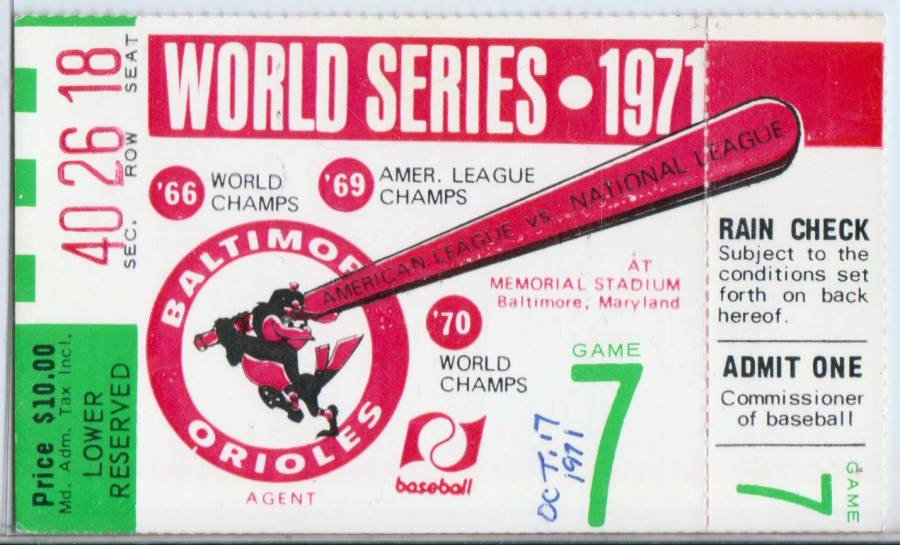 SEC. 40 ROW 26 SEAT 18
Price $10.00
Md. Adm. Tax Incl.
LOWER
RESERVED
WORLD SERIES • 1971
'66 WORLD
CHAMPS
'69 AMER. LEAGUE
CHAMPS
AMERICAN LEAGUE vs. NATIONAL LEAGUE
BALTIMOR
ORIOLES
AGENT
'70
WORLD
CHAMPS
baseball
AT
MEMORIAL STADIUM
Baltimore, Maryland
GAME
7
OCT. 17
1971
RAIN CHECK
Subject to the
conditions set
forth on back
hereof.
ADMIT ONE
Commissioner
of baseball
GAME
7